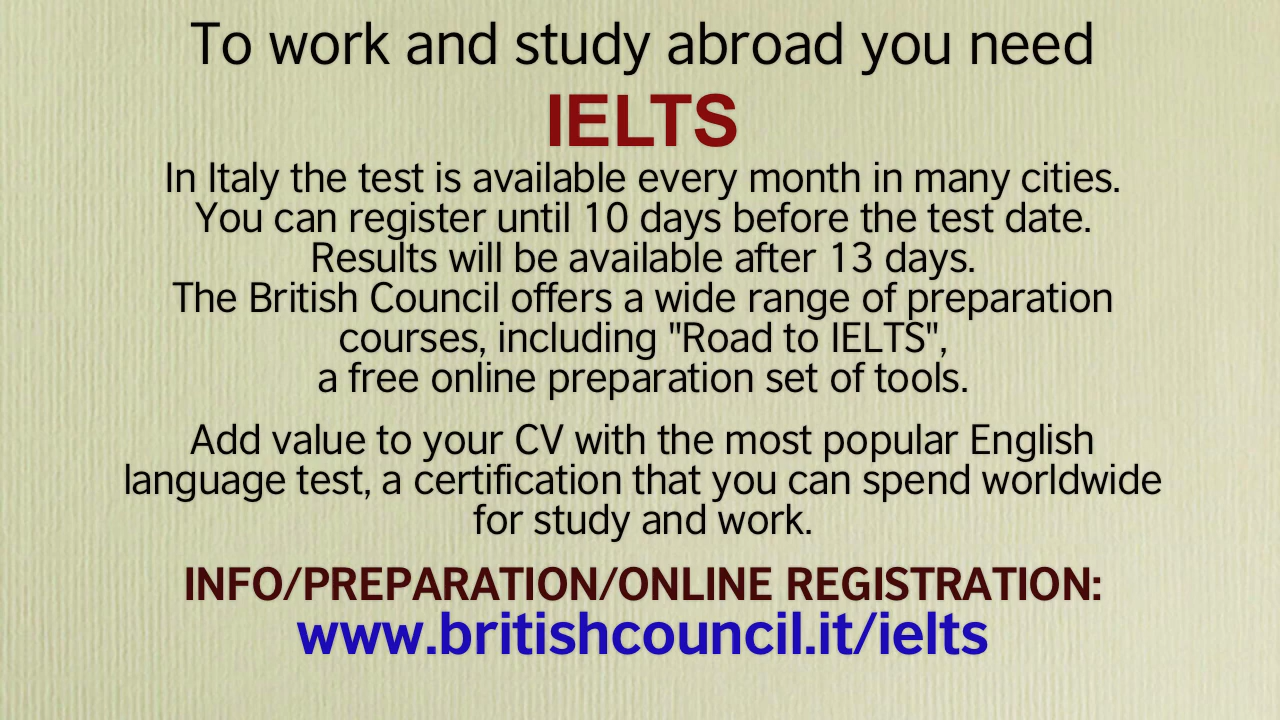 To work and study abroad you need
IELTS
In Italy the test is available every month in many cities.
You can register until 10 days before the test date.
Results will be available after 13 days.
The British Council offers a wide range of preparation
courses, including "Road to IELTS",
a free online preparation set of tools.
Add value to your CV with the most popular English
language test, a certification that you can spend worldwide
for study and work.
INFO/PREPARATION/ONLINE REGISTRATION:
www.britishcouncil.it/ielts